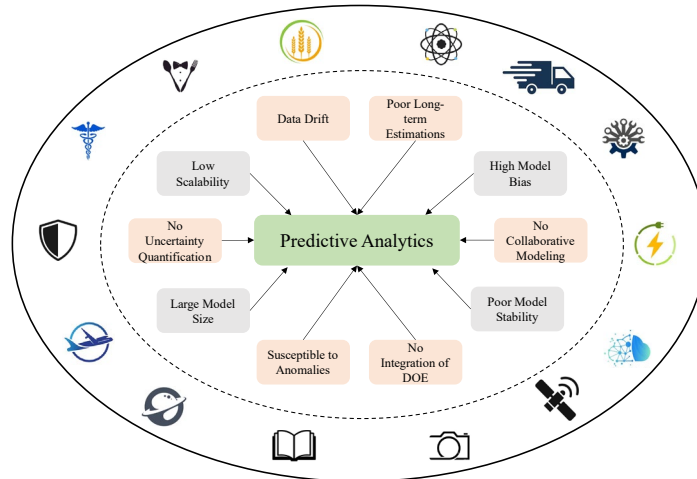 Data Drift
Poor Long-
term
Estimations
Low
Scalability
High Model
Bias
No
Uncertainty
Quantification
Predictive Analytics
No
Collaborative
Modeling
Large Model
Size
Poor Model
Stability
Susceptible to
Anomalies
No
Integration of
DOE